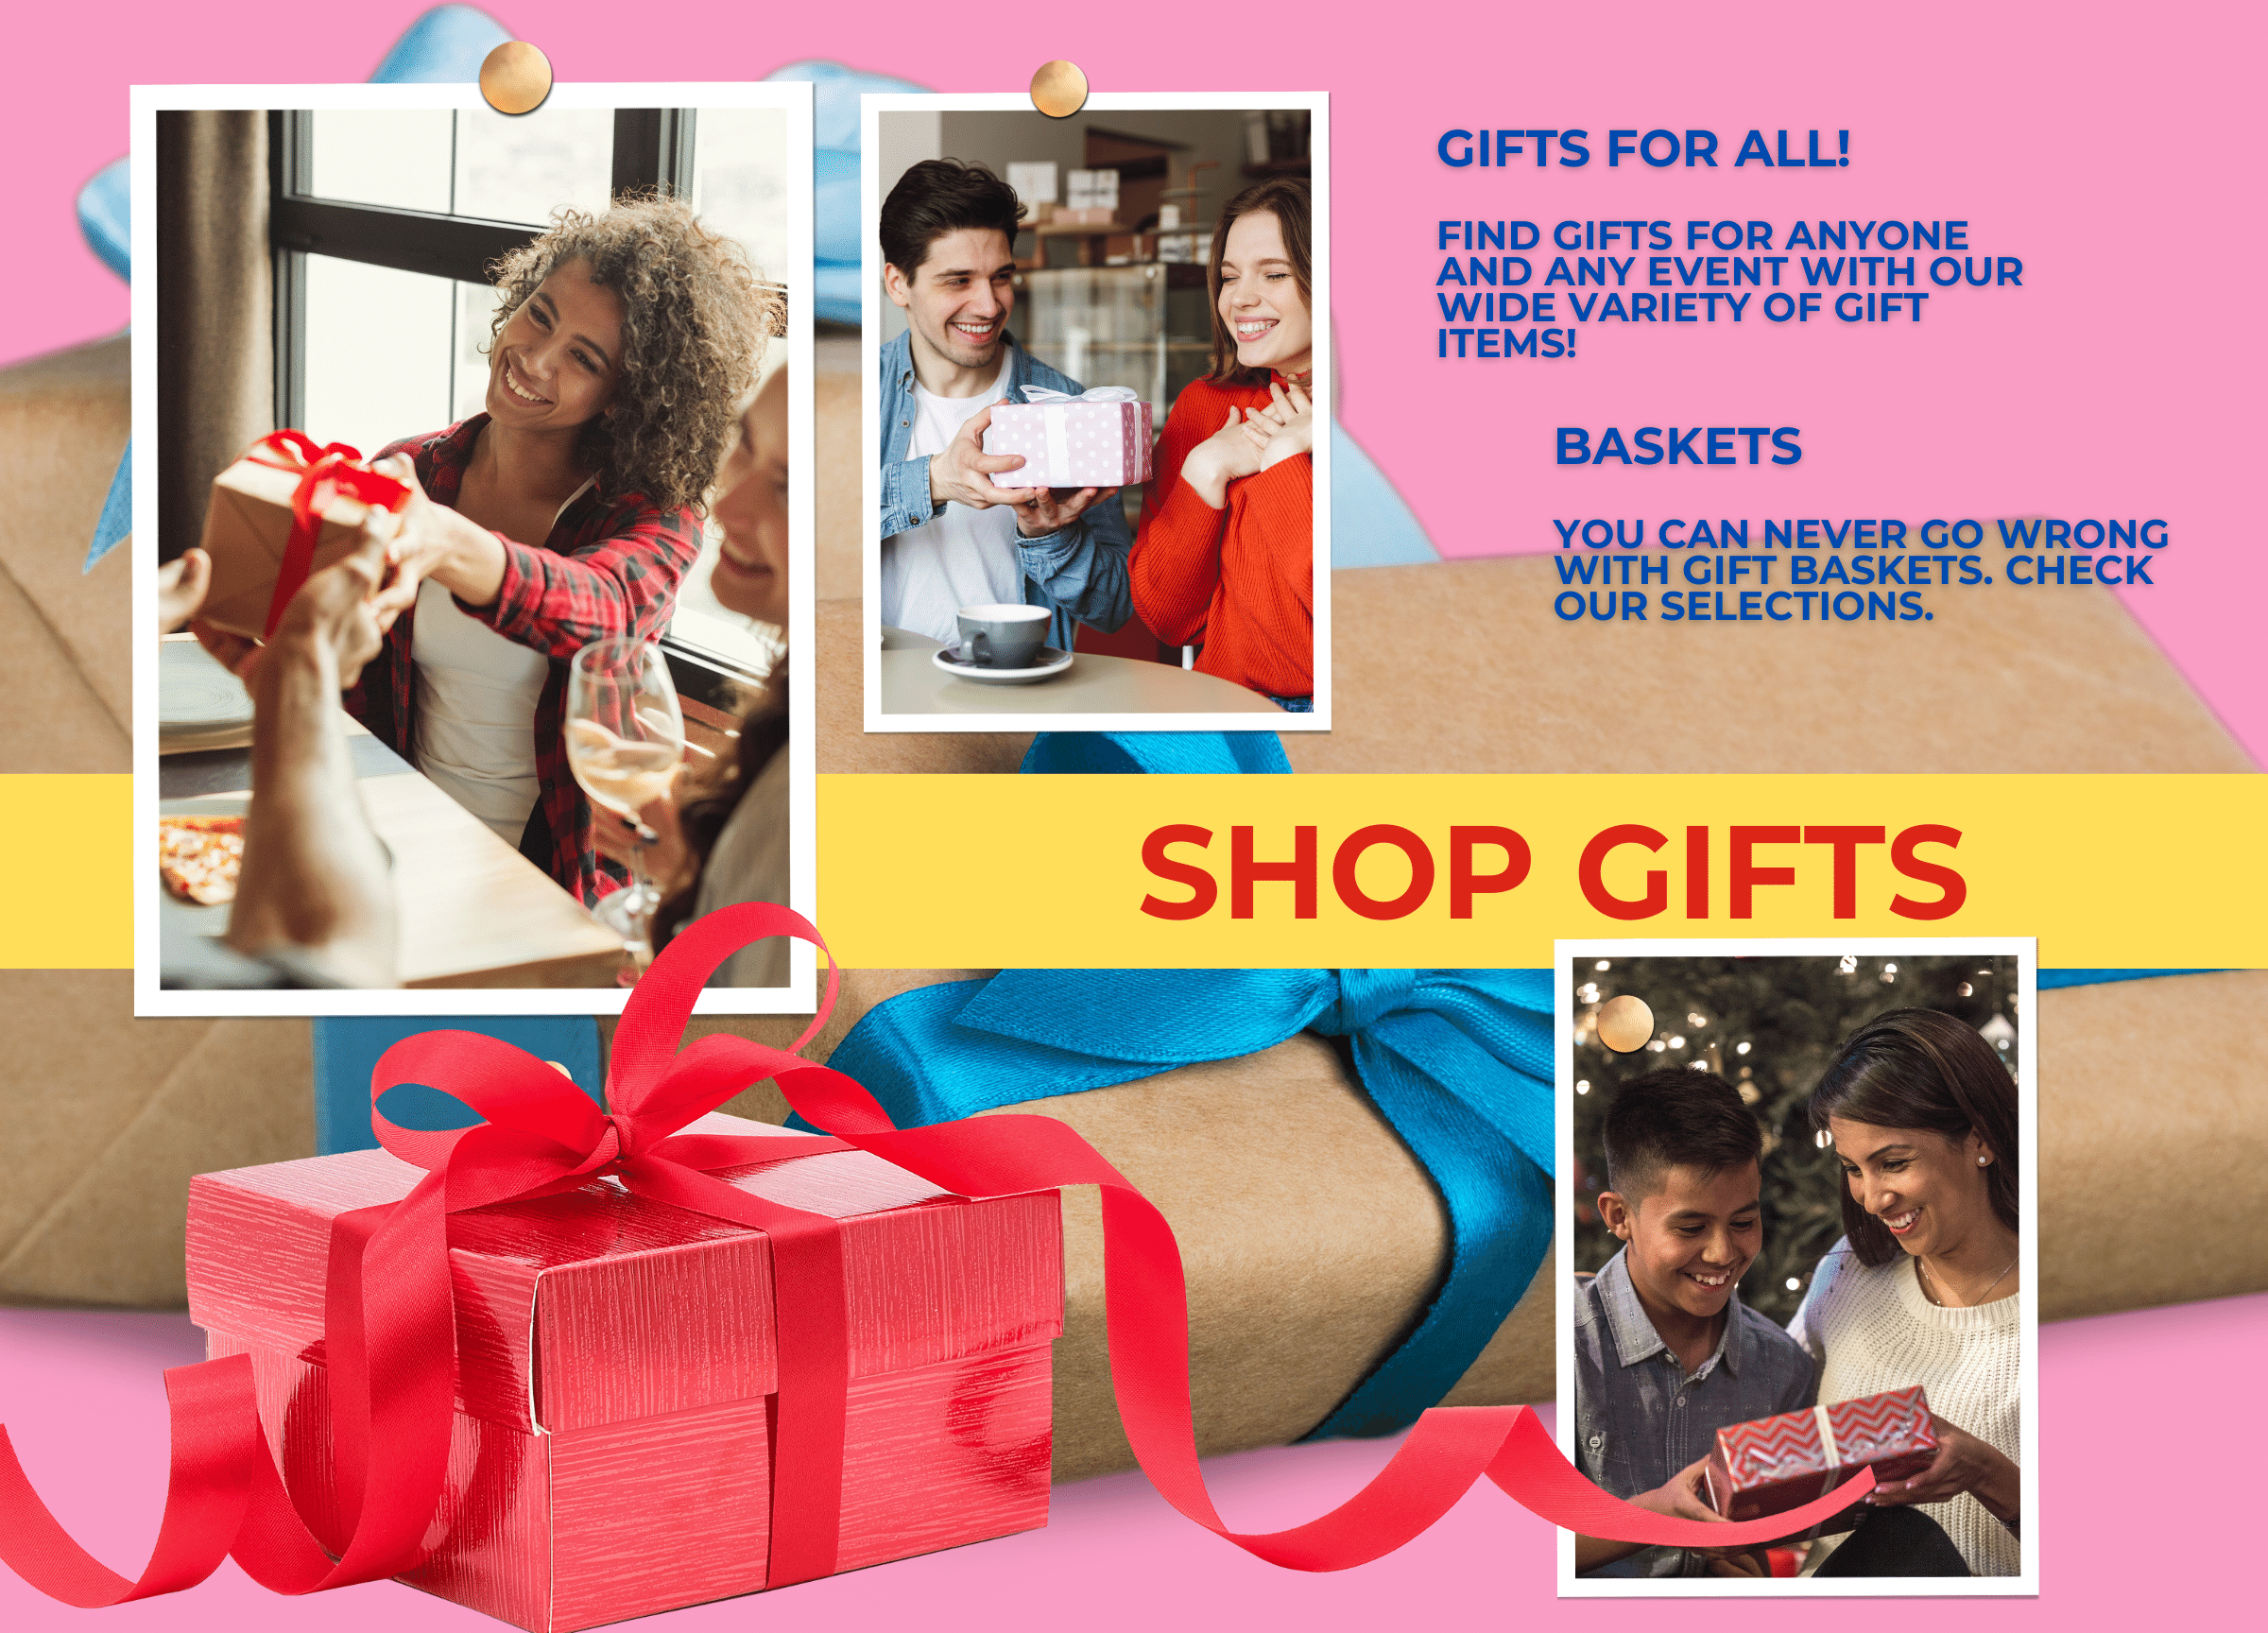 GIFTS FOR ALL!
FIND GIFTS FOR ANYONE
AND ANY EVENT WITH OUR
WIDE VARIETY OF GIFT
ITEMS!
BASKETS
YOU CAN NEVER GO WRONG
WITH GIFT BASKETS. CHECK
OUR SELECTIONS.
SHOP GIFTS